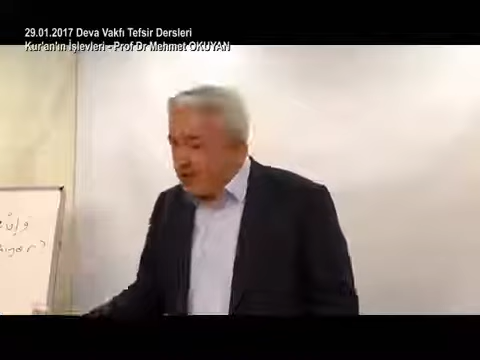 29.01.2017 Deva Vakfı Tefsir Dersleri
Kur'an'ın İşlevleri - Prof Dr Mehmet OKUYAN